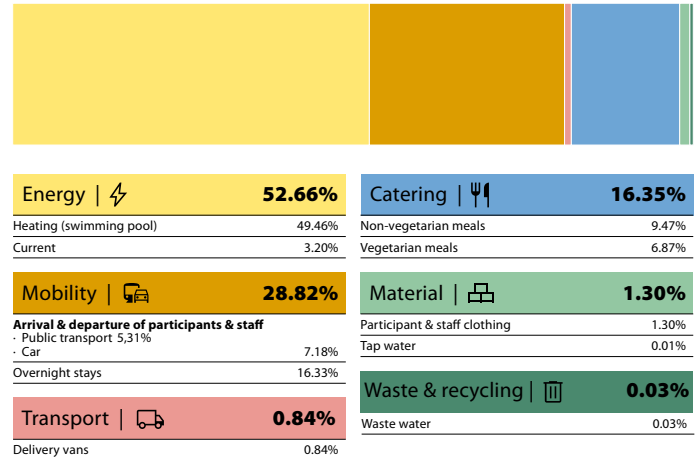 Energy | 52.66%
Heating (swimming pool) 49.46%
Current 3.20%
Mobility | 28.82%
Arrival & departure of participants & staff
· Public transport 5,31%
· Car 7.18%
Overnight stays 16.33%
Transport | 0.84%
Delivery vans 0.84%
Catering | 16.35%
Non-vegetarian meals 9.47%
Vegetarian meals 6.87%
Material | 1.30%
Participant & staff clothing 1.30%
Tap water 0.01%
Waste & recycling | 0.03%
Waste water 0.03%